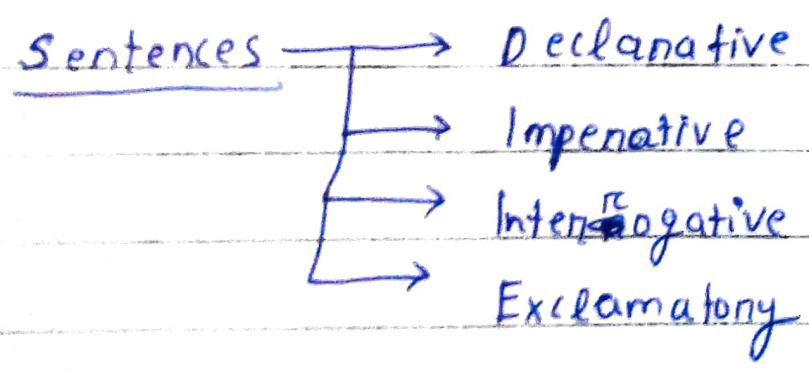 Sentences → Declarative
→ Imperative
→ Interrogative
→ Exclamatory